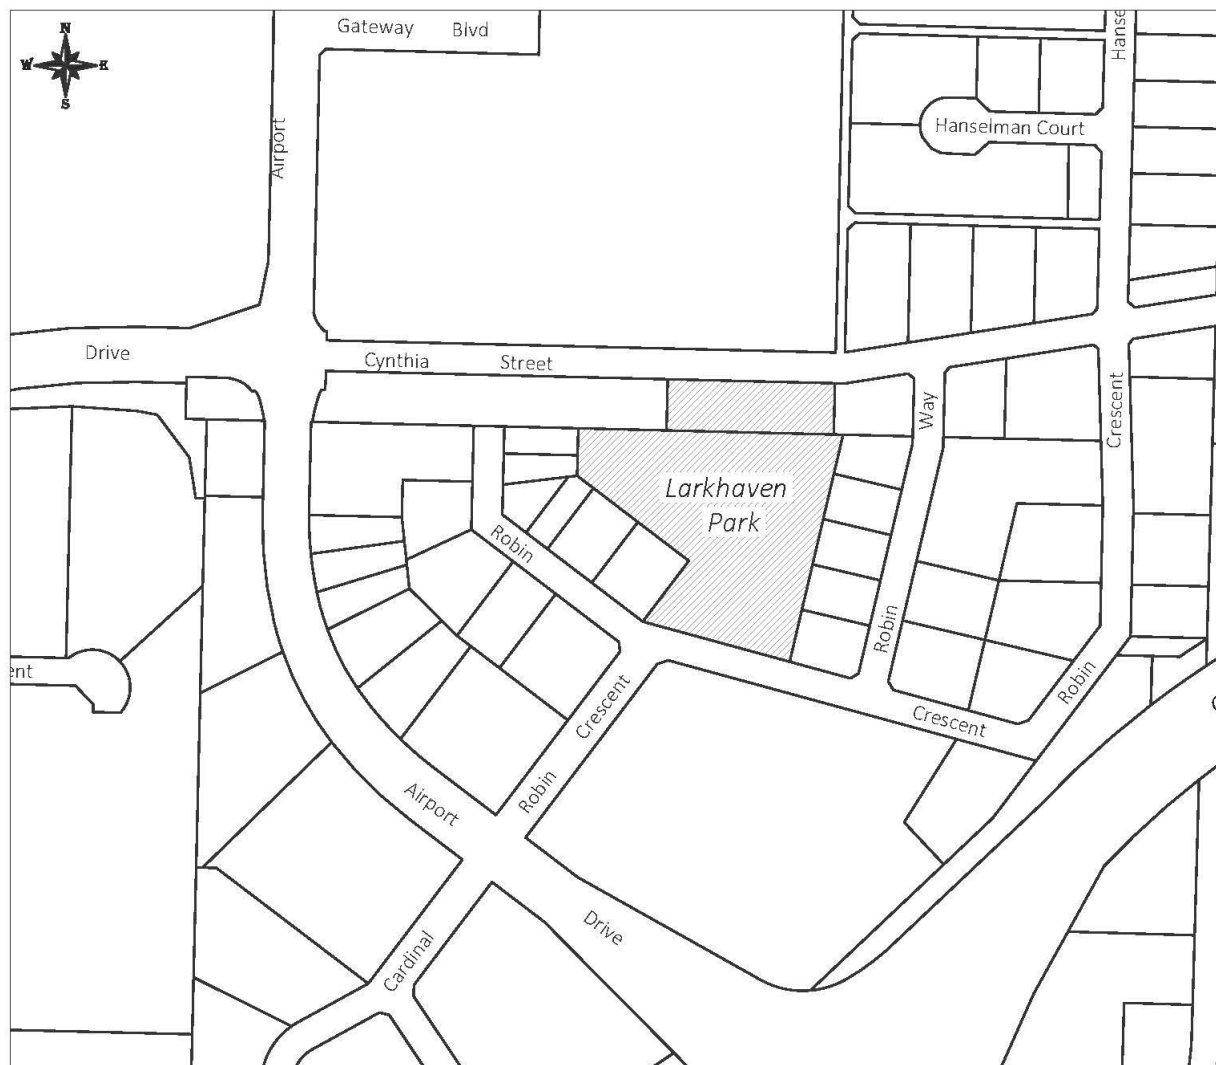 Gateway Blvd
Hanse
N
W E
S
Airport
Hanselman Court
Drive
Cynthia Street
Way
Crescent
Larkhaven
Park
Robin
Robin
ent
Crescent
Robin
Crescent
Robin
Airport
Drive
Cardinal